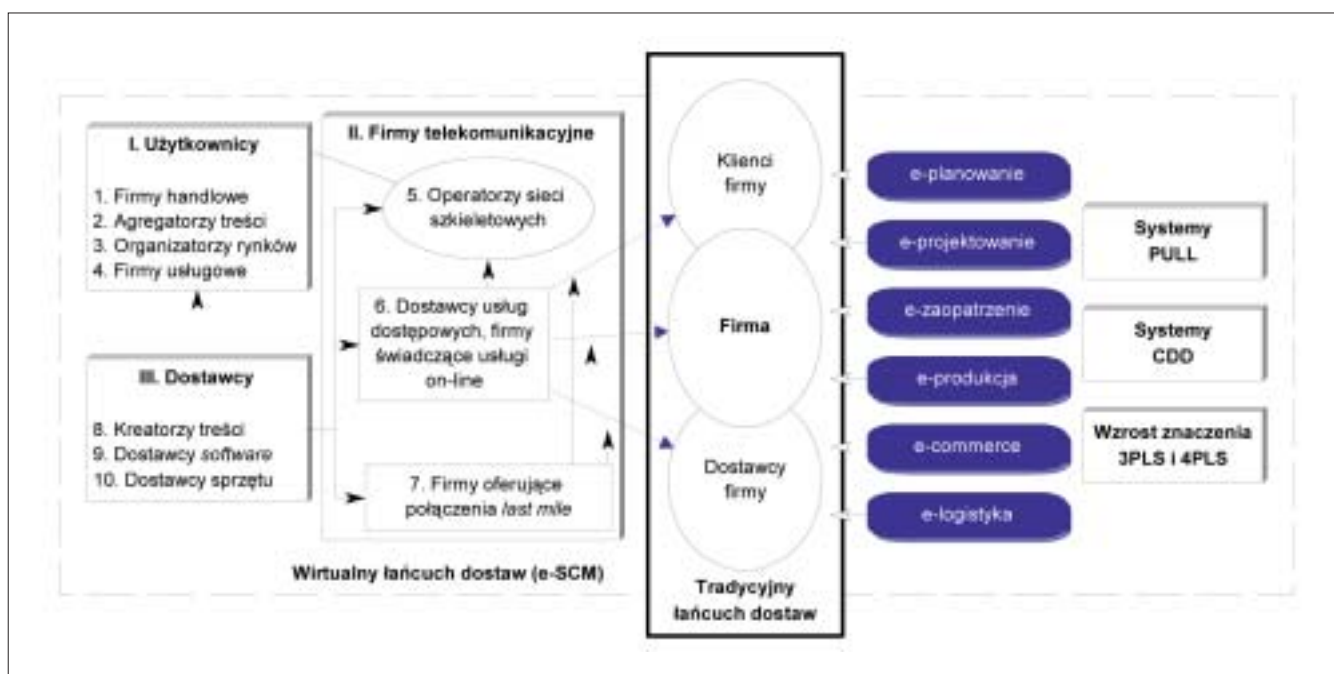 I. Użytkownicy
1. Firmy handlowe
2. Agregatorzy treści
3. Organizatorzy rynków
4. Firmy usługowe
III. Dostawcy
8. Kreatorzy treści
9. Dostawcy software
10. Dostawcy sprzętu
II. Firmy telekomunikacyjne
5. Operatorzy sieci
szkieletowych
6. Dostawcy usług
dostępowych, firmy
świadczące usługi
on-line
7. Firmy oferujące
połączenia last mile
Wirtualny łańcuch dostaw (e-SCM)
Klienci
firmy
Firma
Dostawcy
firmy
Tradycyjny
łańcuch dostaw
e-planowanie
e-projektowanie
e-zaopatrzenie
e-produkcja
e-commerce
e-logistyka
Systemy
PULL
Systemy
CDD
Wzrost znaczenia
3PLS i 4PLS